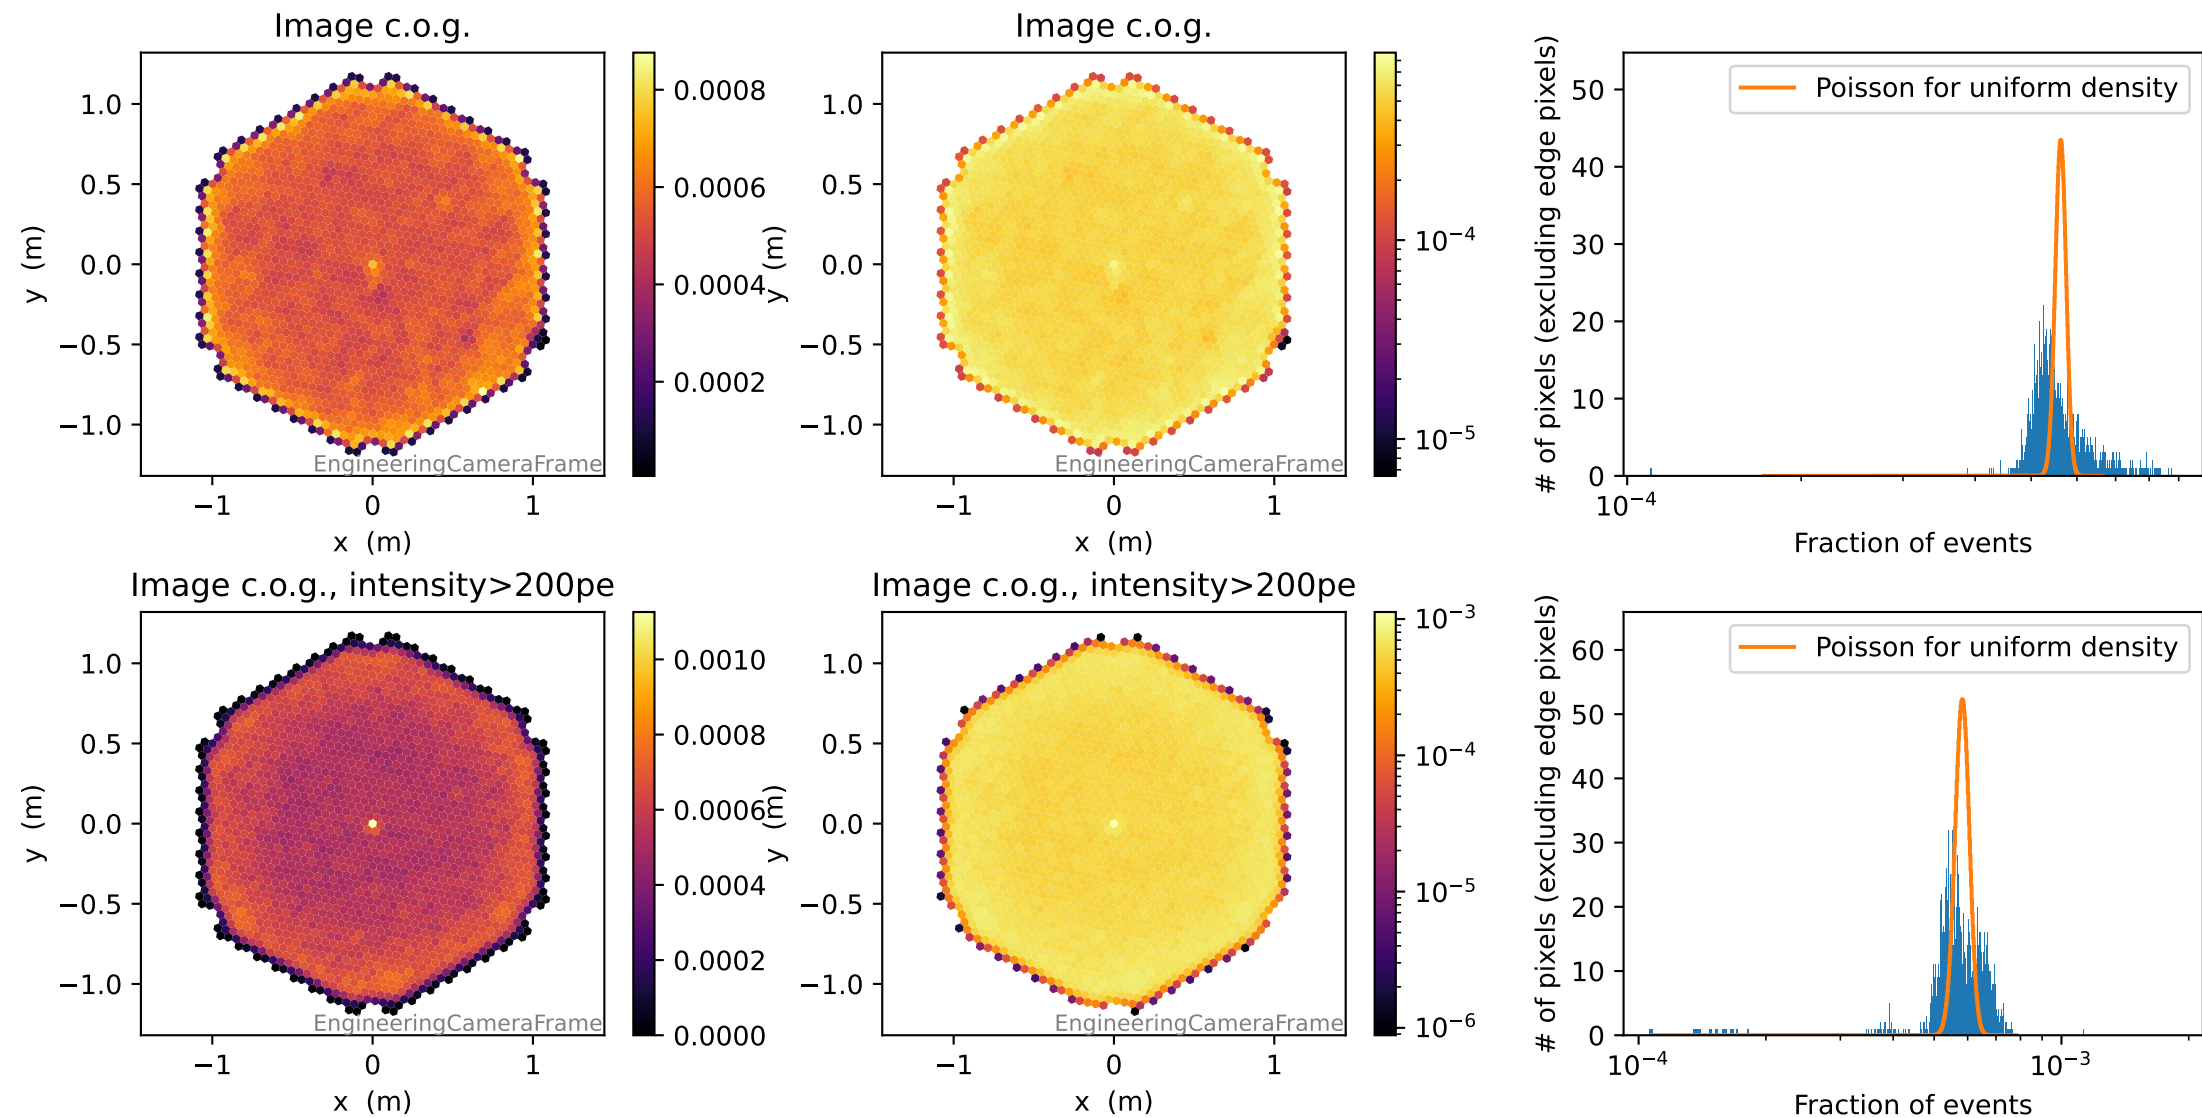 Image c.o.g.
y (m)
1.0
0.5
0.0
−0.5
−1.0
−1
0
1
x (m)
EngineeringCameraFrame
0.0008
0.0006
0.0004
0.0002
Image c.o.g.
y (m)
1.0
0.5
0.0
−0.5
−1.0
−1
0
1
x (m)
EngineeringCameraFrame
10⁻⁴
10⁻⁵
# of pixels (excluding edge pixels)
50
40
30
20
10
0
10⁻⁴
Fraction of events
Poisson for uniform density
Image c.o.g., intensity>200pe
y (m)
1.0
0.5
0.0
−0.5
−1.0
−1
0
1
x (m)
EngineeringCameraFrame
0.0010
0.0008
0.0006
0.0004
0.0002
0.0000
Image c.o.g., intensity>200pe
y (m)
1.0
0.5
0.0
−0.5
−1.0
−1
0
1
x (m)
EngineeringCameraFrame
10⁻³
10⁻⁴
10⁻⁵
10⁻⁶
# of pixels (excluding edge pixels)
60
50
40
30
20
10
0
10⁻⁴
10⁻³
Fraction of events
Poisson for uniform density